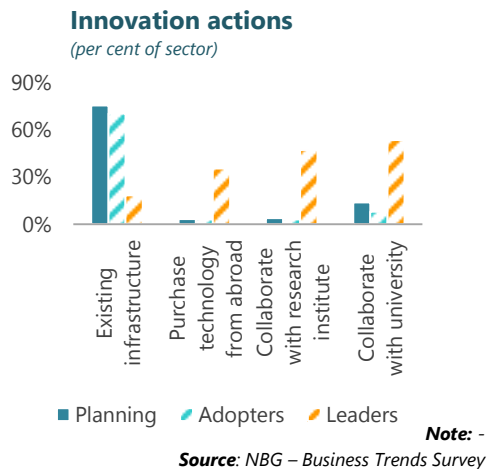 Innovation actions
(per cent of sector)
90%
60%
30%
0%
Existing
infrastructure
Purchase
technology
from abroad
Collaborate
with research
institute
Collaborate
with university
Planning
Adopters
Leaders
Note: -
Source: NBG – Business Trends Survey